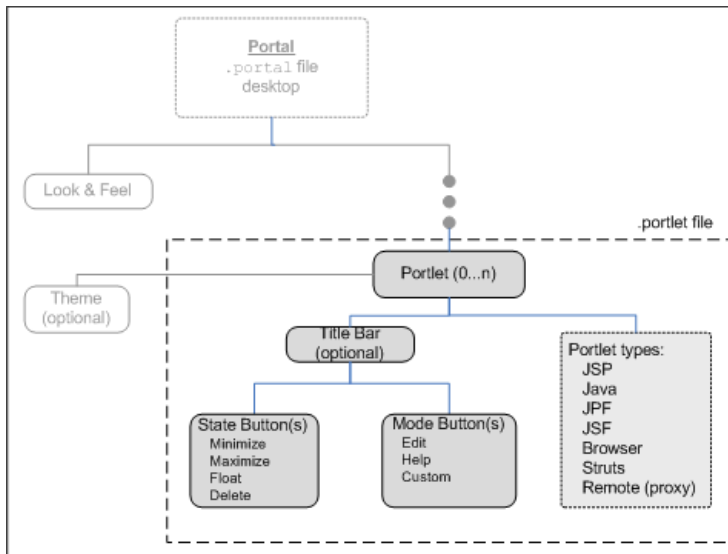 Portal
.portal file
desktop
Look & Feel
.portlet file
Portlet (0...n)
Theme
(optional)
Title Bar
(optional)
Portlet types:
JSP
Java
JPF
JSF
Browser
Struts
Remote (proxy)
State Button(s)
Minimize
Maximize
Float
Delete
Mode Button(s)
Edit
Help
Custom